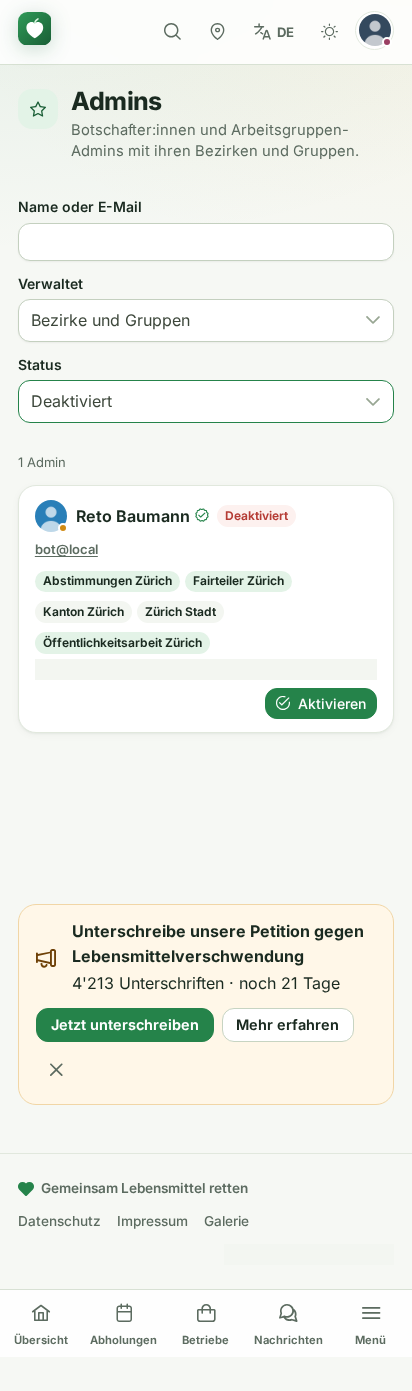 DE
Admins
Botschafter:innen und Arbeitsgruppen-
Admins mit ihren Bezirken und Gruppen.
Name oder E-Mail
Verwaltet
Bezirke und Gruppen
Status
Deaktiviert
1 Admin
Reto Baumann Deaktiviert
bot@local
Abstimmungen Zürich Fairteiler Zürich
Kanton Zürich Zürich Stadt
Öffentlichkeitsarbeit Zürich
Aktivieren
Unterschreibe unsere Petition gegen
Lebensmittelverschwendung
4'213 Unterschriften · noch 21 Tage
Jetzt unterschreiben Mehr erfahren
Gemeinsam Lebensmittel retten
Datenschutz Impressum Galerie
Übersicht Abholungen Betriebe Nachrichten Menü